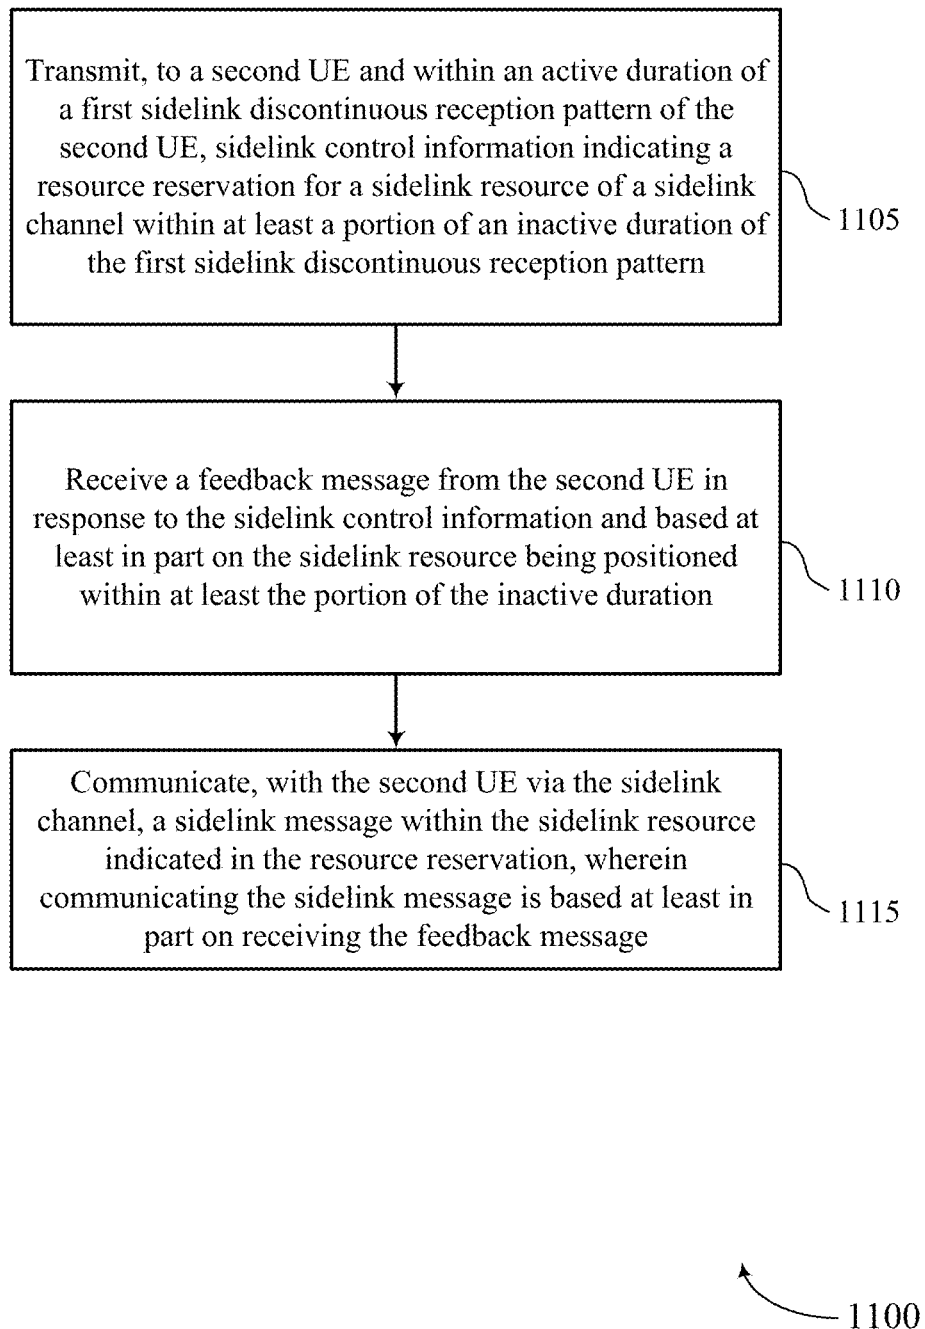 Transmit, to a second UE and within an active duration of
a first sidelink discontinuous reception pattern of the
second UE, sidelink control information indicating a
resource reservation for a sidelink resource of a sidelink
channel within at least a portion of an inactive duration of
the first sidelink discontinuous reception pattern
1105
Receive a feedback message from the second UE in
response to the sidelink control information and based at
least in part on the sidelink resource being positioned
within at least the portion of the inactive duration
1110
Communicate, with the second UE via the sidelink
channel, a sidelink message within the sidelink resource
indicated in the resource reservation, wherein
communicating the sidelink message is based at least in
part on receiving the feedback message
1115
1100